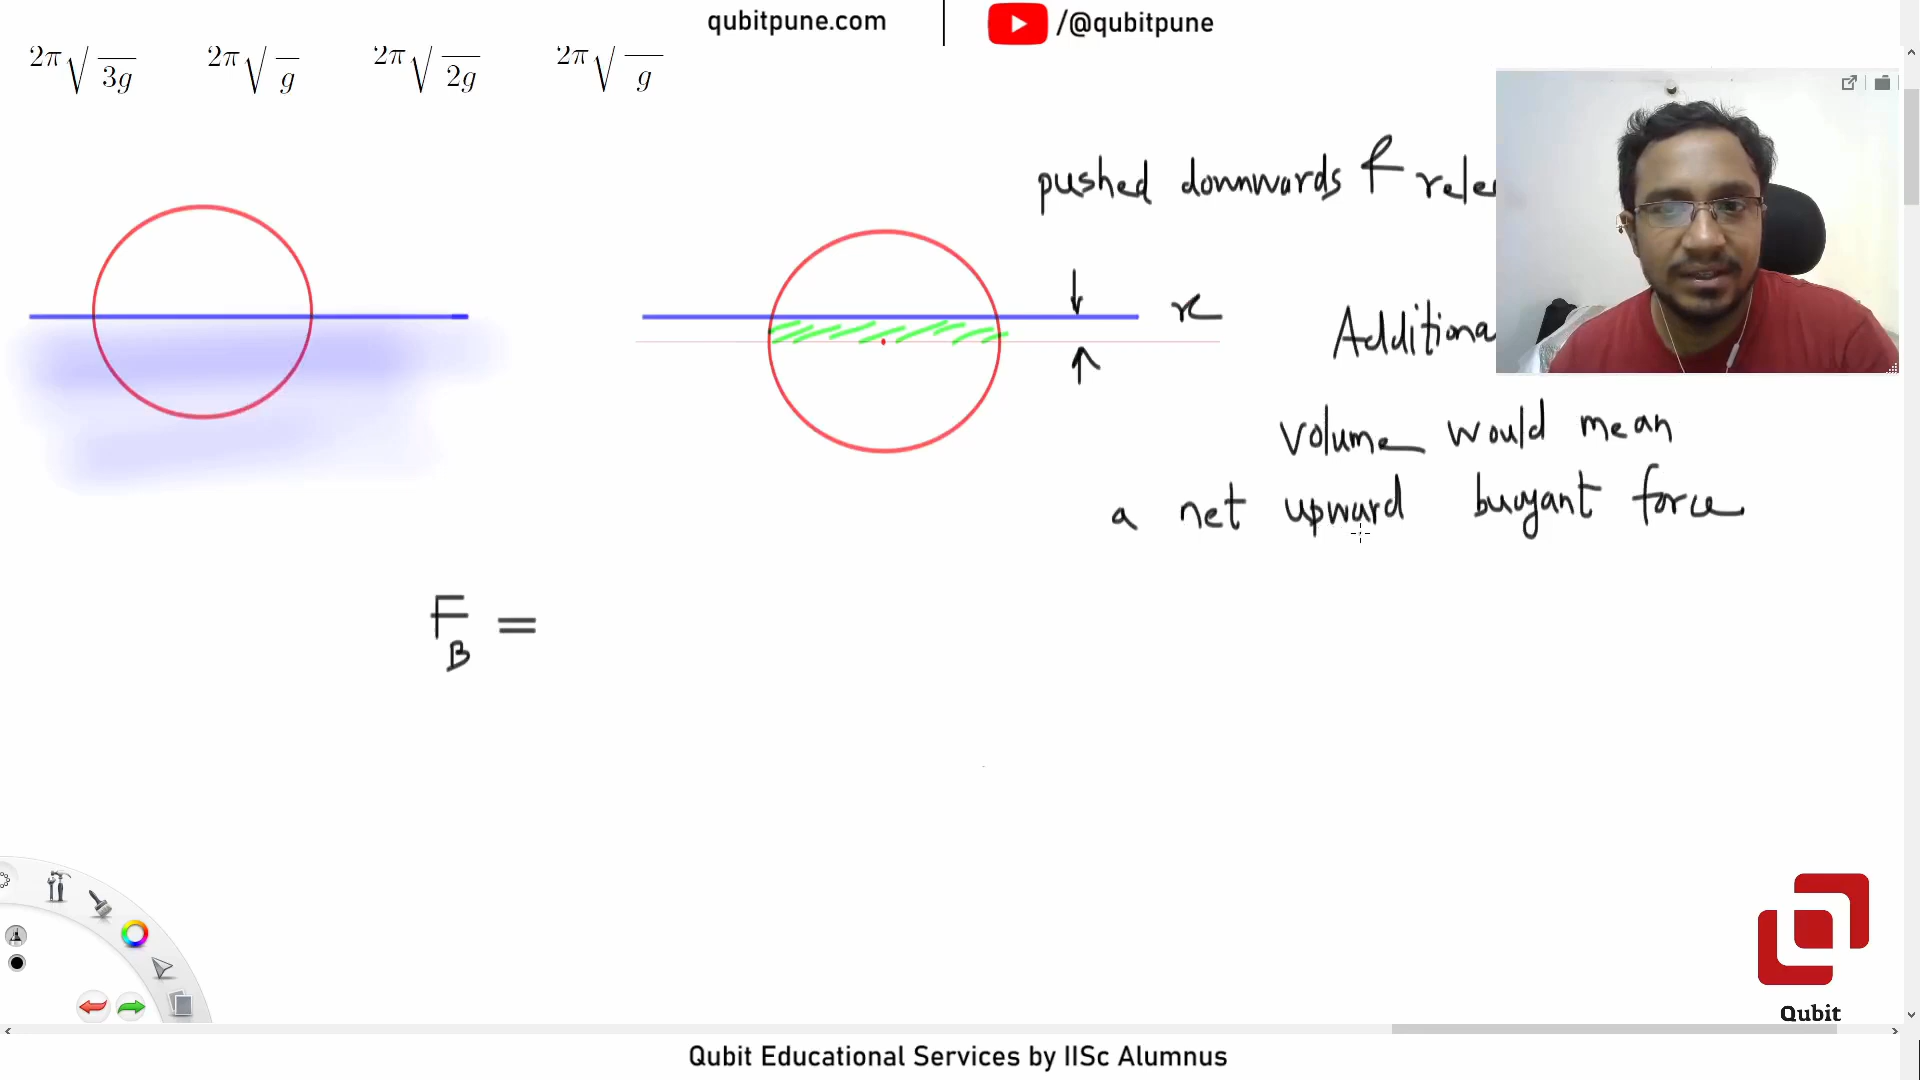 qubitpune.com
/@qubitpune
2π√ 3g 2π√ g 2π√ 2g 2π√ g
pushed downwards &
x
Additiona
volume would mean
a net upward buoyant force
F_B =
Qubit
Qubit Educational Services by IISc Alumnus